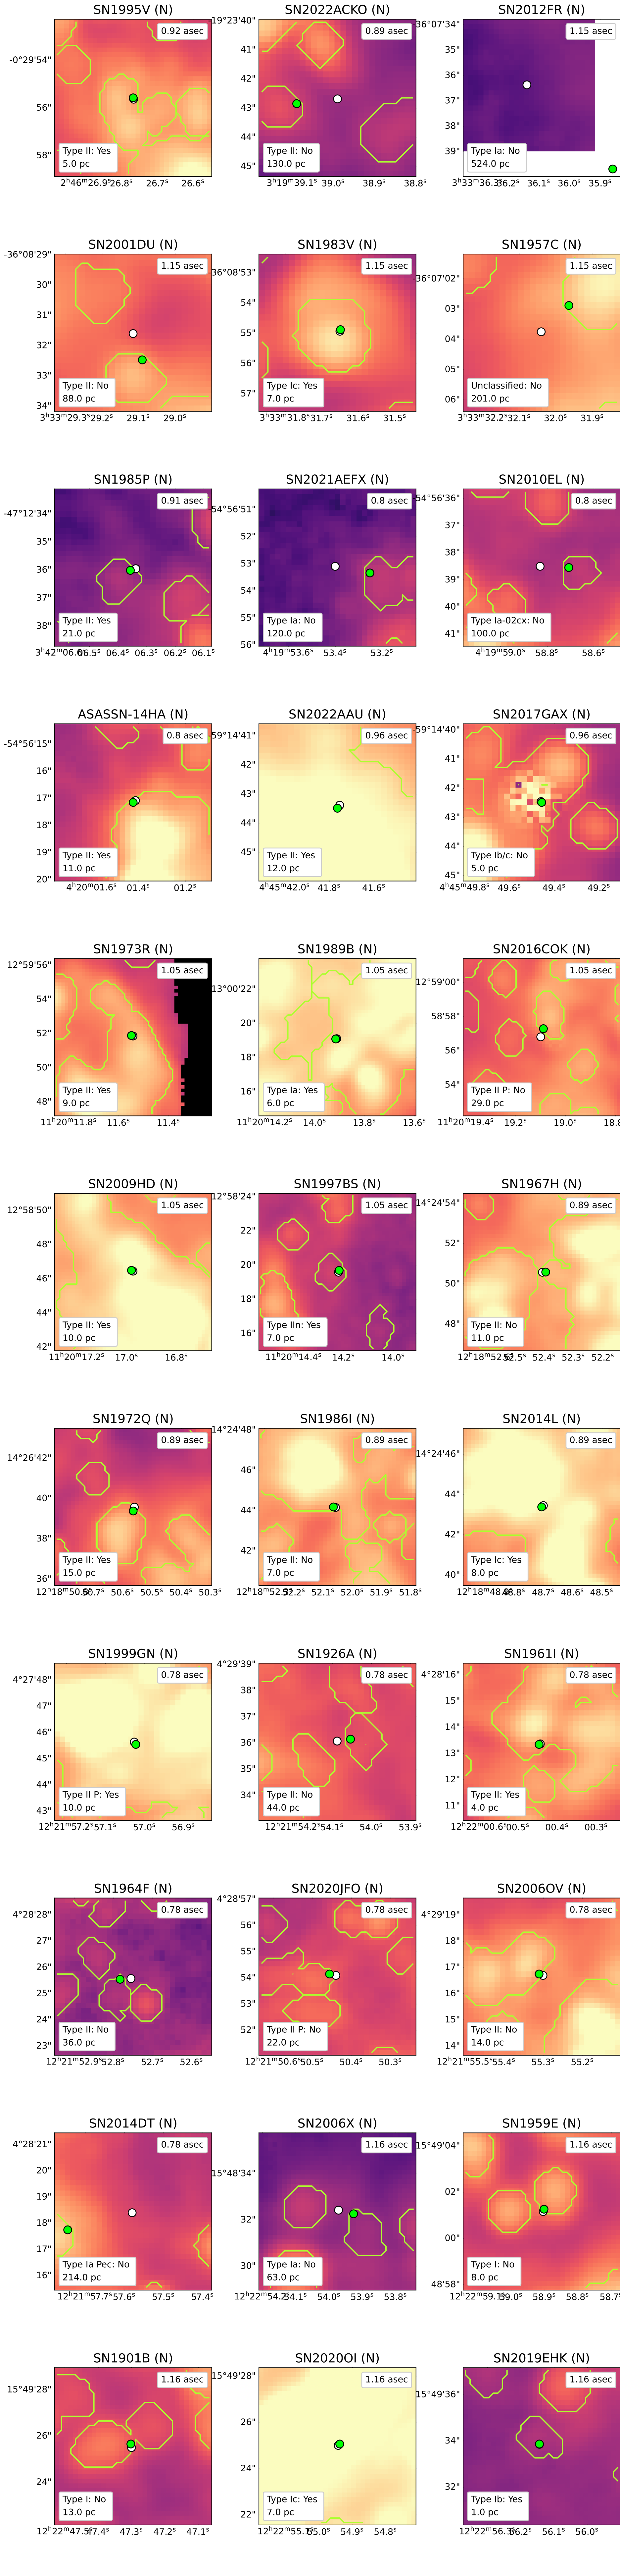 SN1995V (N)
0.92 asec
-0°29'54"
56"
58"
Type II: Yes
5.0 pc
2ʰ46ᵐ26.9ˢ 26.8ˢ 26.7ˢ 26.6ˢ
SN2022ACKO (N)
0.89 asec
19°23'40"
41"
42"
43"
44"
45"
Type II: No
130.0 pc
3ʰ19ᵐ39.1ˢ 39.0ˢ 38.9ˢ 38.8ˢ
SN2012FR (N)
1.15 asec
36°07'34"
35"
36"
37"
38"
39"
Type Ia: No
524.0 pc
3ʰ33ᵐ36.3ˢ 36.2ˢ 36.1ˢ 36.0ˢ 35.9ˢ
SN2001DU (N)
1.15 asec
-36°08'29"
30"
31"
32"
33"
34"
Type II: No
88.0 pc
3ʰ33ᵐ29.3ˢ 29.2ˢ 29.1ˢ 29.0ˢ
SN1983V (N)
1.15 asec
-36°08'53"
54"
55"
56"
57"
Type Ic: Yes
7.0 pc
3ʰ33ᵐ31.8ˢ 31.7ˢ 31.6ˢ 31.5ˢ
SN1957C (N)
1.15 asec
-36°07'02"
03"
04"
05"
06"
Unclassified: No
201.0 pc
3ʰ33ᵐ32.2ˢ 32.1ˢ 32.0ˢ 31.9ˢ
SN1985P (N)
0.91 asec
-47°12'34"
35"
36"
37"
38"
Type II: Yes
21.0 pc
06.5ˢ 06.4ˢ 06.3ˢ 06.2ˢ 06.1ˢ
SN2021AEFX (N)
0.8 asec
54°56'51"
52"
53"
54"
55"
56"
Type Ia: No
120.0 pc
4ʰ19ᵐ53.6ˢ 53.4ˢ 53.2ˢ
SN2010EL (N)
0.8 asec
54°56'36"
37"
38"
39"
40"
41"
Type Ia-02cx: No
100.0 pc
4ʰ19ᵐ59.0ˢ 58.8ˢ 58.6ˢ
ASASSN-14HA (N)
0.8 asec
-54°56'15"
16"
17"
18"
19"
20"
Type II: Yes
11.0 pc
4ʰ20ᵐ01.6ˢ 01.4ˢ 01.2ˢ
SN2022AAU (N)
0.96 asec
-59°14'41"
42"
43"
44"
45"
Type II: Yes
12.0 pc
4ʰ45ᵐ42.0ˢ 41.8ˢ 41.6ˢ
SN2017GAX (N)
0.96 asec
-59°14'40"
41"
42"
43"
44"
45"
Type Ib/c: No
5.0 pc
4ʰ45ᵐ49.8ˢ 49.6ˢ 49.4ˢ 49.2ˢ
SN1973R (N)
1.05 asec
12°59'56"
54"
52"
50"
48"
Type II: Yes
9.0 pc
11ʰ20ᵐ11.8ˢ 11.6ˢ 11.4ˢ
SN1989B (N)
1.05 asec
13°00'22"
20"
18"
16"
Type Ia: Yes
6.0 pc
11ʰ20ᵐ14.2ˢ 14.0ˢ 13.8ˢ 13.6ˢ
SN2016COK (N)
1.05 asec
12°59'00"
58'58"
56"
54"
Type II P: No
29.0 pc
11ʰ20ᵐ19.4ˢ 19.2ˢ 19.0ˢ 18.8
SN2009HD (N)
1.05 asec
12°58'50"
48"
46"
44"
42"
Type II: Yes
10.0 pc
11ʰ20ᵐ17.2ˢ 17.0ˢ 16.8ˢ
SN1997BS (N)
1.05 asec
12°58'24"
22"
20"
18"
16"
Type IIn: Yes
7.0 pc
11ʰ20ᵐ14.4ˢ 14.2ˢ 14.0ˢ
SN1967H (N)
0.89 asec
14°24'54"
52"
50"
48"
Type II: No
11.0 pc
12ʰ18ᵐ52.6ˢ 52.5ˢ 52.4ˢ 52.3ˢ 52.2ˢ
SN1972Q (N)
0.89 asec
14°26'42"
40"
38"
36"
Type II: Yes
15.0 pc
50.7ˢ 50.6ˢ 50.5ˢ 50.4ˢ 50.3ˢ
SN1986I (N)
0.89 asec
14°24'48"
46"
44"
42"
Type II: No
7.0 pc
12ʰ18ᵐ52.3ˢ 52.2ˢ 52.1ˢ 52.0ˢ 51.9ˢ 51.8ˢ
SN2014L (N)
0.89 asec
14°24'46"
44"
42"
40"
Type Ic: Yes
8.0 pc
48.8ˢ 48.7ˢ 48.6ˢ 48.5ˢ
SN1999GN (N)
0.78 asec
4°27'48"
47"
46"
45"
44"
43"
Type II P: Yes
10.0 pc
12ʰ21ᵐ57.2ˢ 57.1ˢ 57.0ˢ 56.9ˢ
SN1926A (N)
0.78 asec
4°29'39"
38"
37"
36"
35"
34"
Type II: No
44.0 pc
12ʰ21ᵐ54.2ˢ 54.1ˢ 54.0ˢ 53.9ˢ
SN1961I (N)
0.78 asec
4°28'16"
15"
14"
13"
12"
11"
Type II: Yes
4.0 pc
12ʰ22ᵐ00.6ˢ 00.5ˢ 00.4ˢ 00.3ˢ
SN1964F (N)
0.78 asec
4°28'28"
27"
26"
25"
24"
23"
Type II: No
36.0 pc
12ʰ21ᵐ52.9ˢ 52.8ˢ 52.7ˢ 52.6ˢ
SN2020JFO (N)
0.78 asec
4°28'57"
56"
55"
54"
53"
52"
Type II P: No
22.0 pc
12ʰ21ᵐ50.6ˢ 50.5ˢ 50.4ˢ 50.3ˢ
SN2006OV (N)
0.78 asec
4°29'19"
18"
17"
16"
15"
14"
Type II: No
14.0 pc
12ʰ21ᵐ55.5ˢ 55.4ˢ 55.3ˢ 55.2ˢ
SN2014DT (N)
0.78 asec
4°28'21"
20"
19"
18"
17"
16"
Type Ia Pec: No
214.0 pc
12ʰ21ᵐ57.7ˢ 57.6ˢ 57.5ˢ 57.4ˢ
SN2006X (N)
1.16 asec
15°48'34"
32"
30"
Type Ia: No
63.0 pc
12ʰ22ᵐ54.2ˢ 54.1ˢ 54.0ˢ 53.9ˢ 53.8ˢ
SN1959E (N)
1.16 asec
15°49'04"
02"
00"
48'58"
Type I: No
8.0 pc
12ʰ22ᵐ59.1ˢ 59.0ˢ 58.9ˢ 58.8ˢ 58.7ˢ
SN1901B (N)
1.16 asec
15°49'28"
26"
24"
Type I: No
13.0 pc
12ʰ22ᵐ47.5ˢ 47.4ˢ 47.3ˢ 47.2ˢ 47.1ˢ
SN2020OI (N)
1.16 asec
15°49'28"
26"
24"
22"
Type Ic: Yes
7.0 pc
12ʰ22ᵐ55.1ˢ 55.0ˢ 54.9ˢ 54.8ˢ
SN2019EHK (N)
1.16 asec
15°49'36"
34"
32"
Type Ib: Yes
1.0 pc
12ʰ22ᵐ56.3ˢ 56.2ˢ 56.1ˢ 56.0ˢ